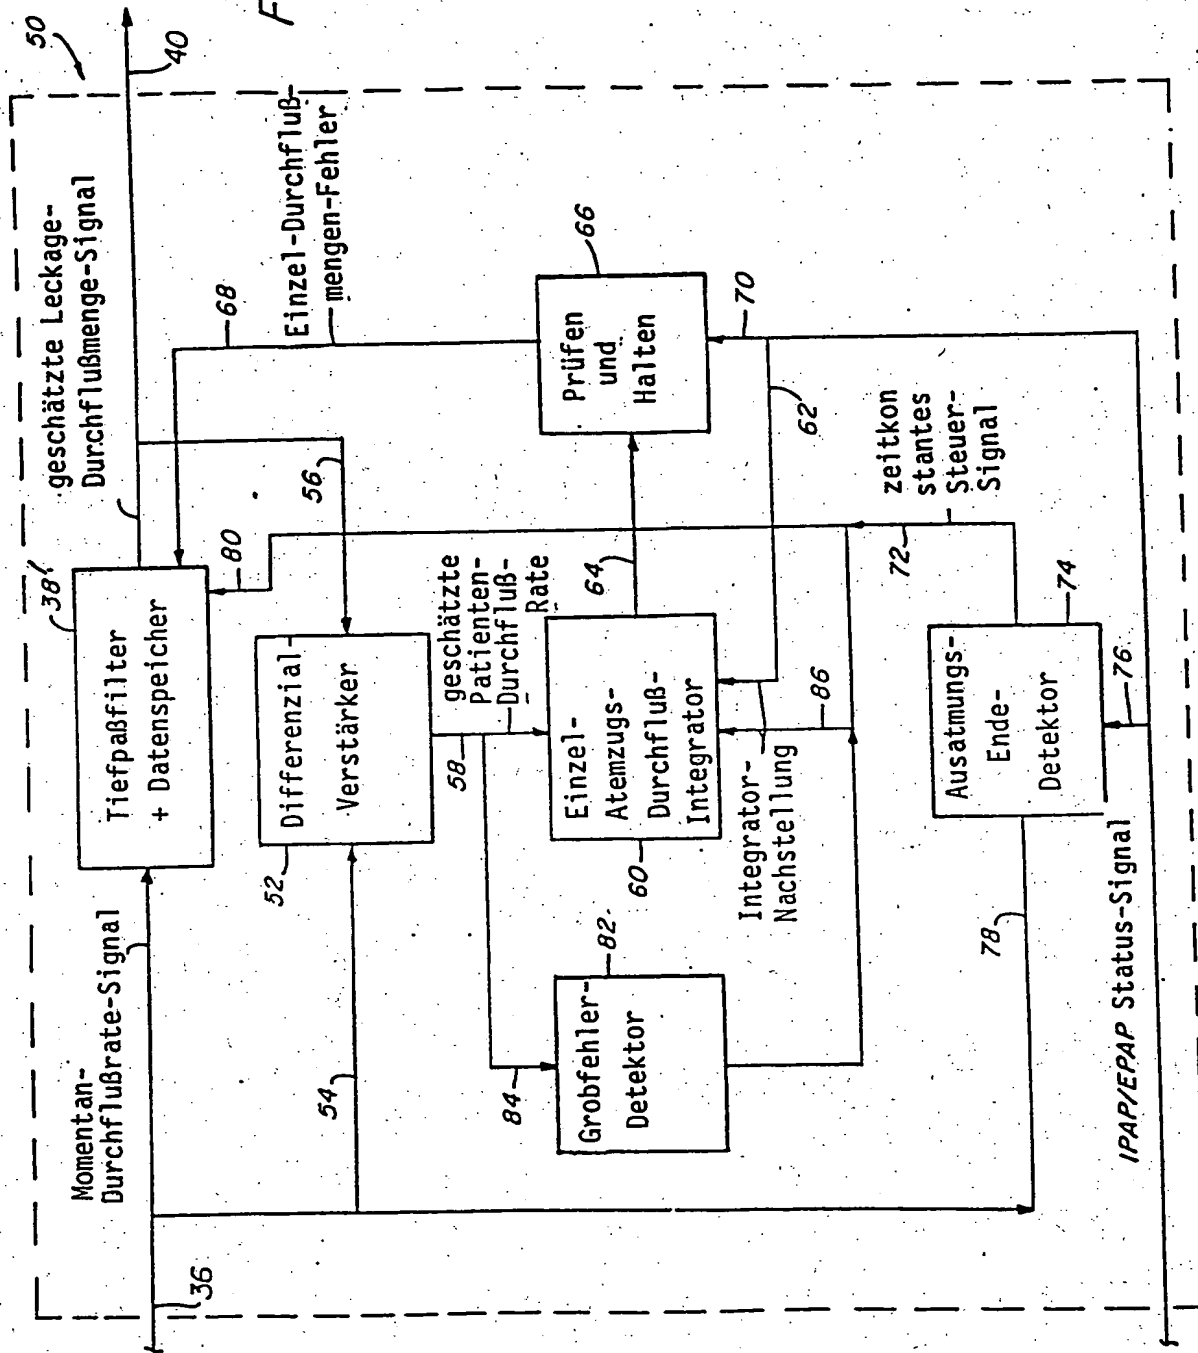 50
40
F
geschätzte Leckage-
Durchflußmenge-Signal
Einzel-Durchfluß-
mengen-Fehler
68
66
Prüfen
und
Halten
70
62
zeitkon
stantes
Steuer-
Signal
38'
Tiefpaßfilter
+ Datenspeicher
80
56
Differenzial-
Verstärker
52
58
geschätzte
Patienten-
Durchfluß-
Rate
64
Einzel-
Atemzugs-
Durchfluß-
Integrator
60
86
Integrator-
Nachstellung
72
74
Ausatmungs-
Ende-
Detektor
76
78
Momentan-
Durchflußrate-Signal
54
82
84
Grobfehler-
Detektor
36
IPAP/EPAP Status-Signal